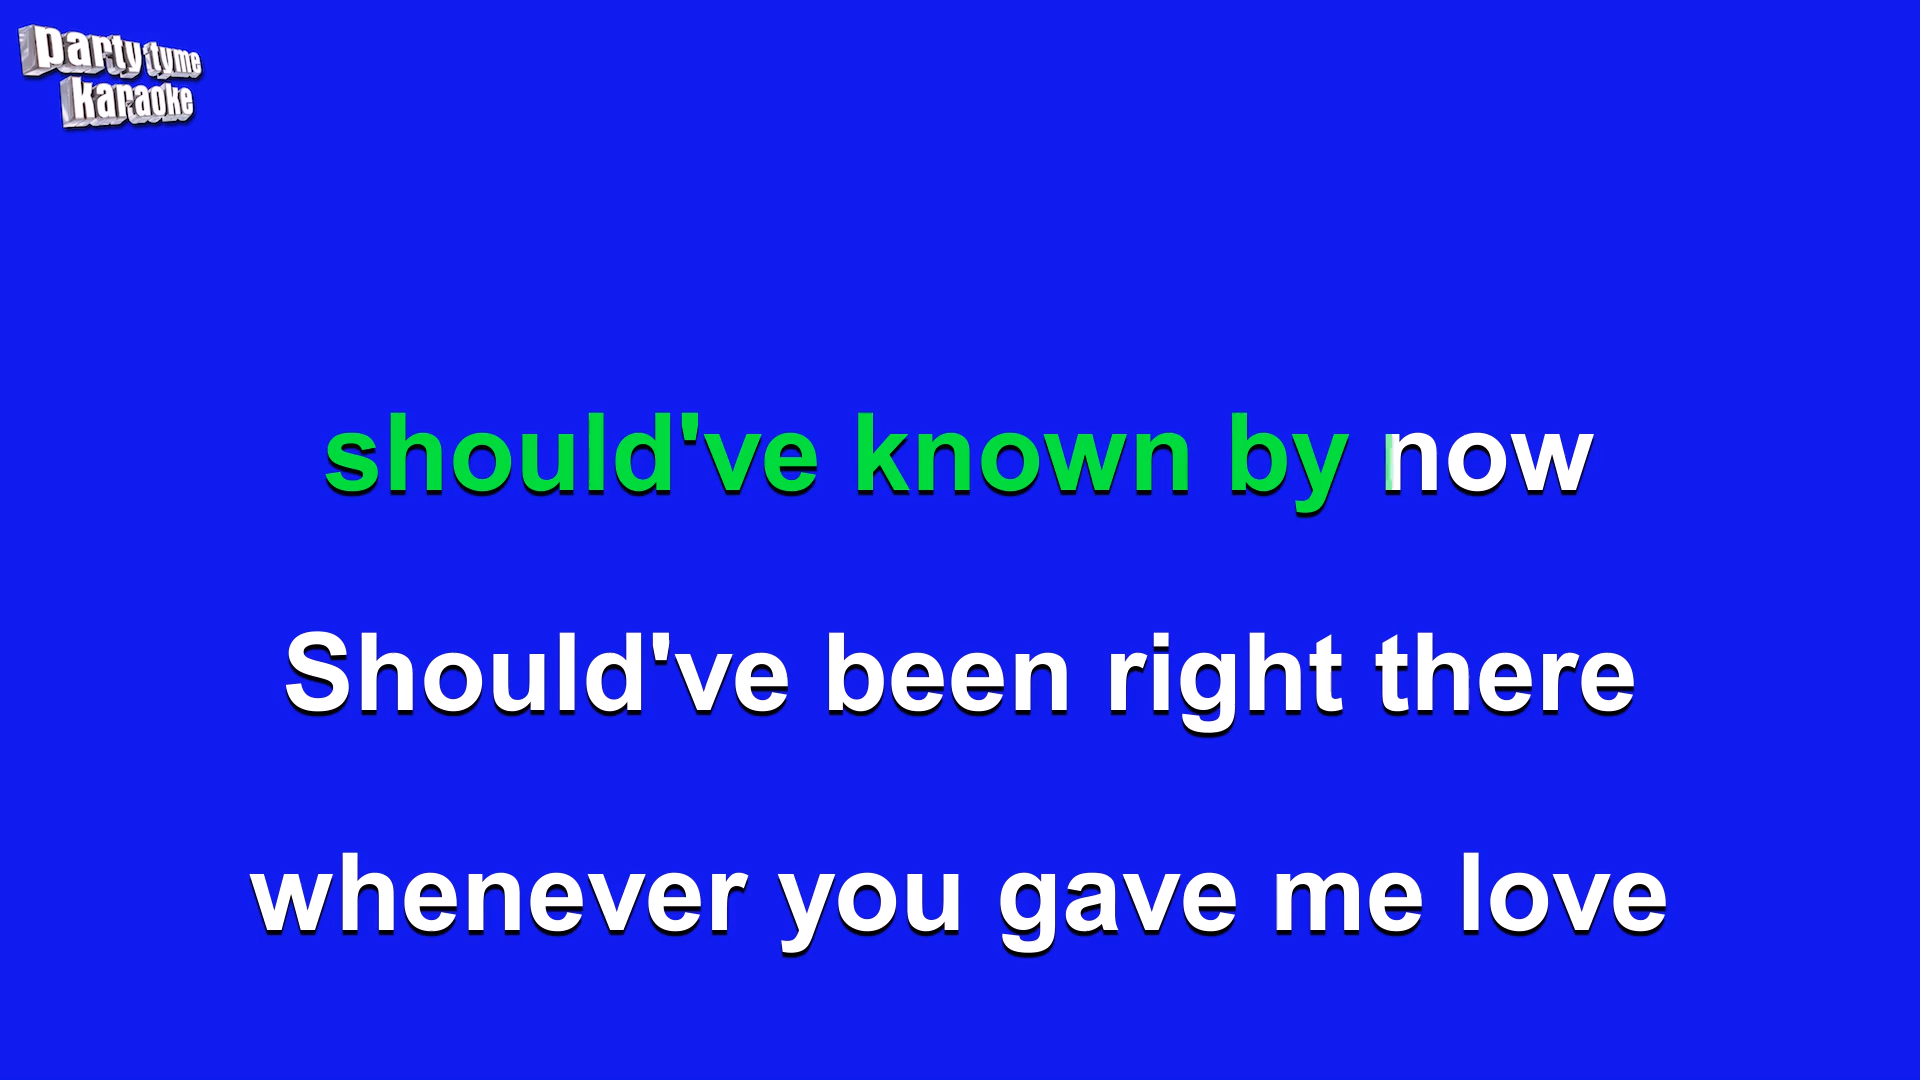 party tyme
karaoke
should've known by now
Should've been right there
whenever you gave me love